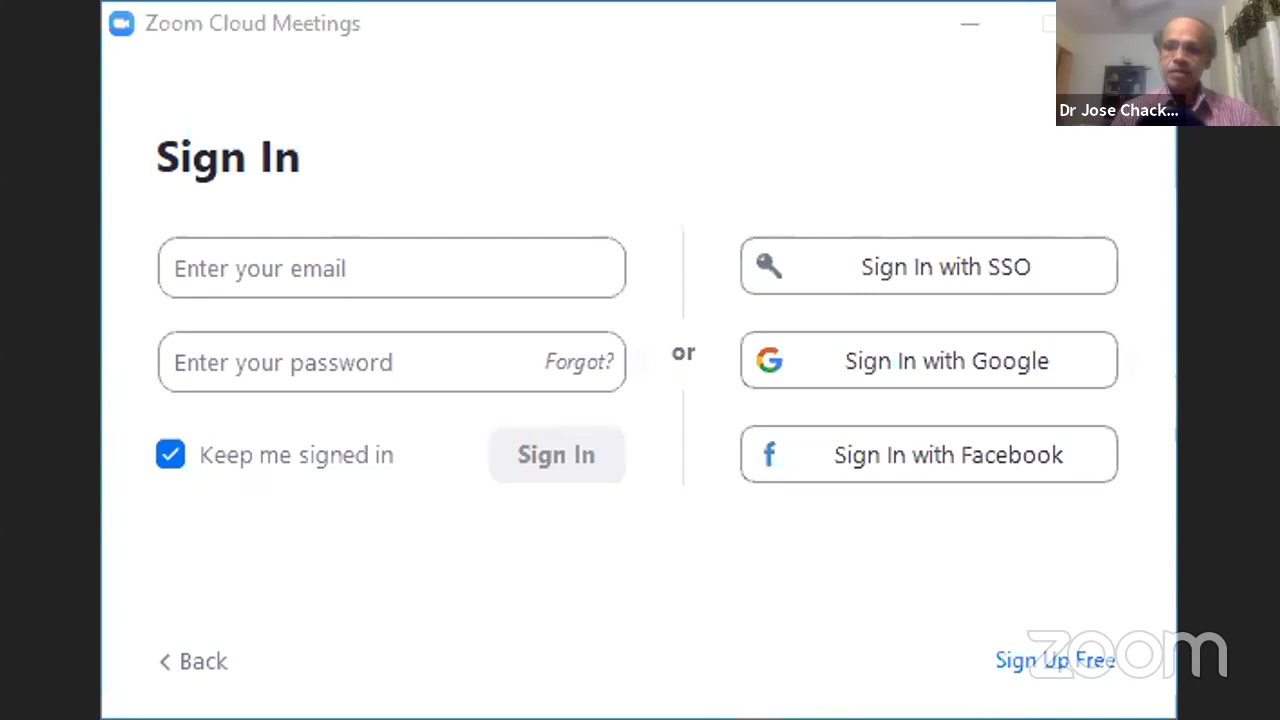 Zoom Cloud Meetings
Dr Jose Chack...
Sign In
Enter your email
Enter your password
Forgot?
Keep me signed in
Sign In
or
Sign In with SSO
Sign In with Google
Sign In with Facebook
Back
Sign Up Free
zoom